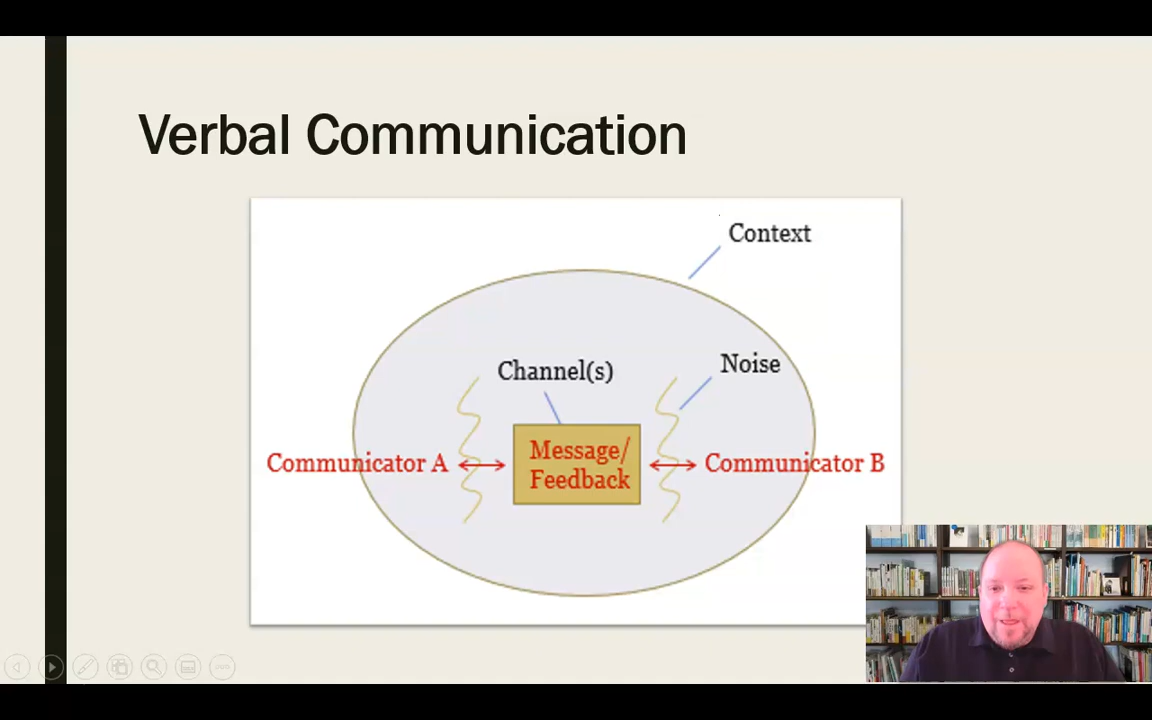 Verbal Communication
Context
Channel(s)
Noise
Communicator A
Message/
Feedback
Communicator B